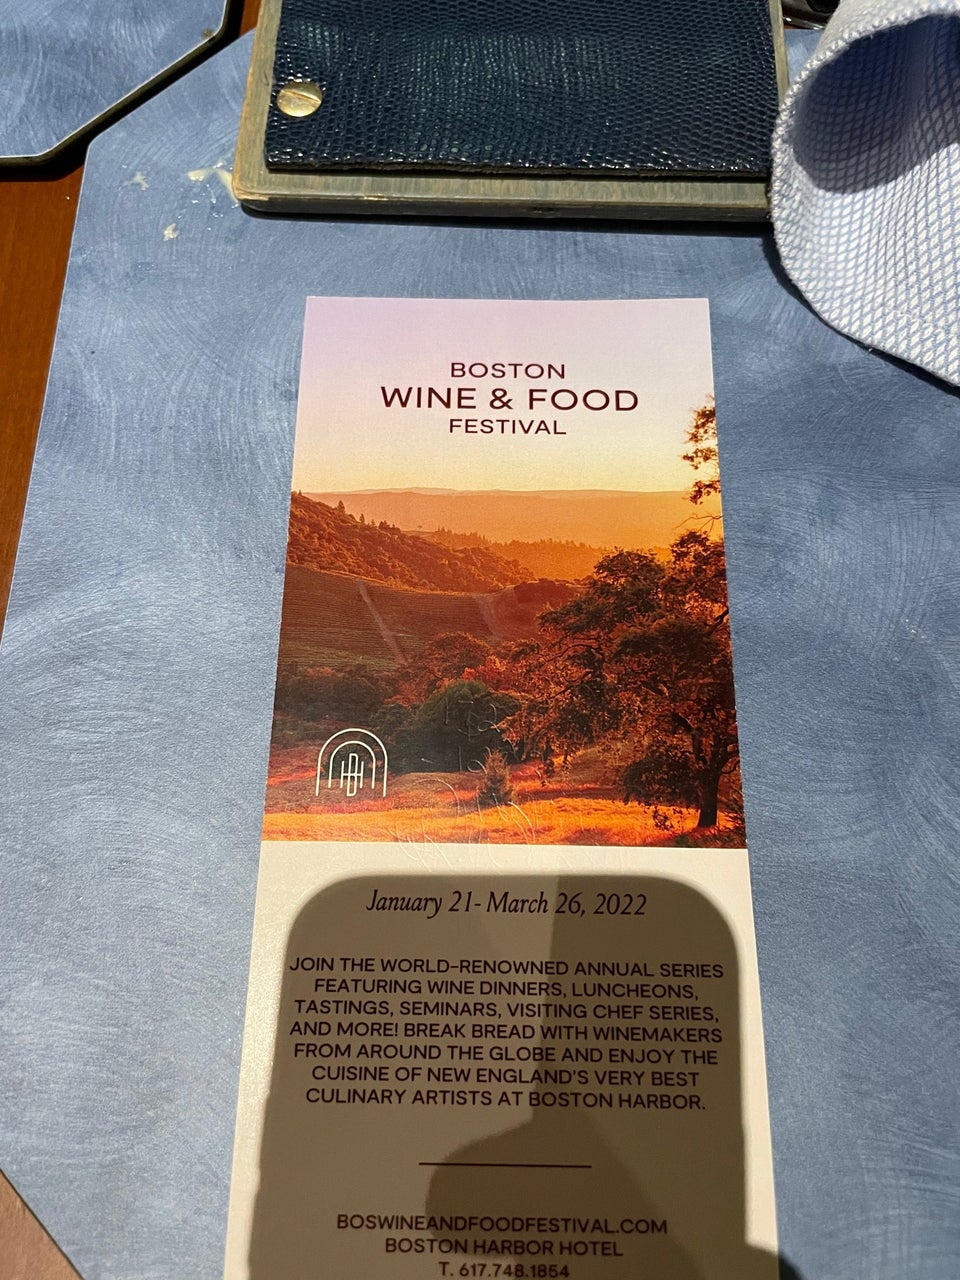 BOSTON
WINE & FOOD
FESTIVAL
January 21- March 26, 2022
JOIN THE WORLD-RENOWNED ANNUAL SERIES
FEATURING WINE DINNERS, LUNCHEONS,
TASTINGS, SEMINARS, VISITING CHEF SERIES,
AND MORE! BREAK BREAD WITH WINEMAKERS
FROM AROUND THE GLOBE AND ENJOY THE
CUISINE OF NEW ENGLAND'S VERY BEST
CULINARY ARTISTS AT BOSTON HARBOR.
BOSWINEANDFOODFESTIVAL.COM
BOSTON HARBOR HOTEL
T. 617.748.1854